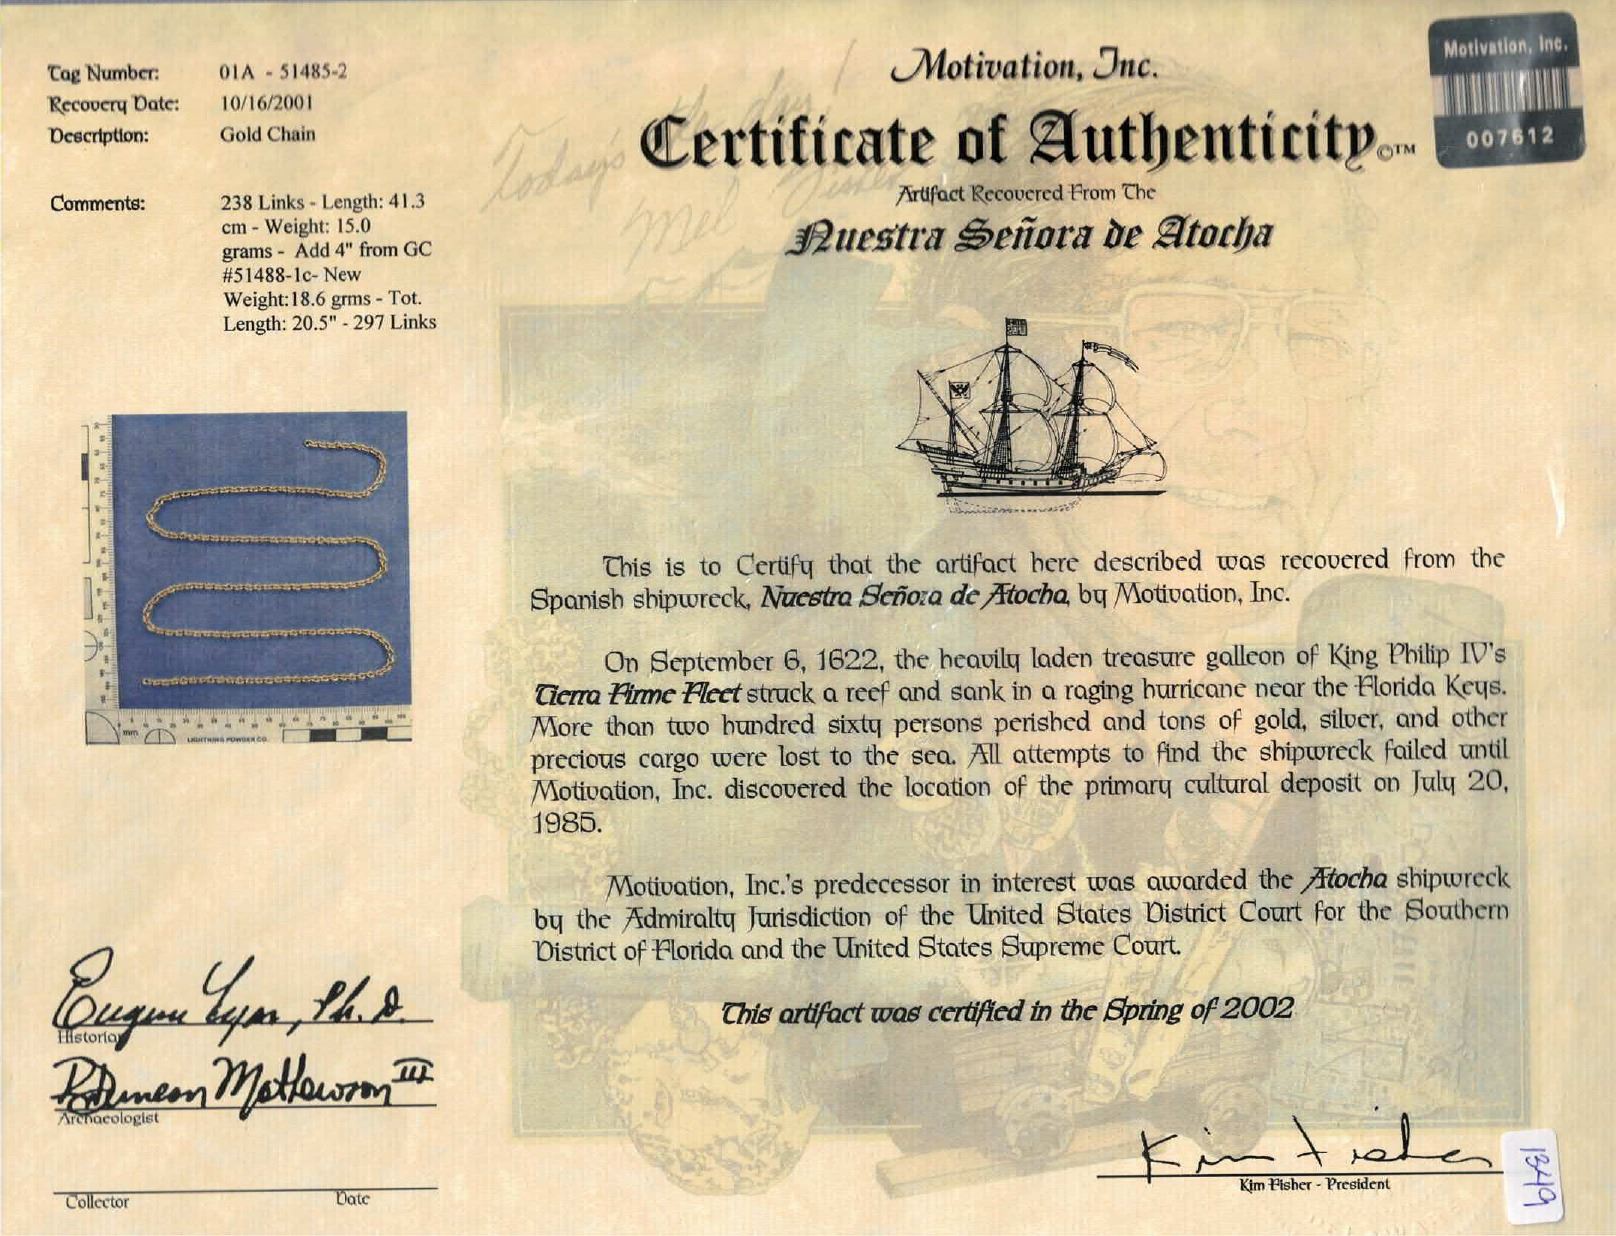 Tag Number: 01A - 51485-2
Recovery Date: 10/16/2001
Description: Gold Chain
Comments: 238 Links - Length: 41.3
cm - Weight: 15.0
grams - Add 4" from GC
#51488-1c- New
Weight:18.6 grms - Tot.
Length: 20.5" - 297 Links
mm
LIGHTNING POWDER CO.
Motivation, Inc.
Certificate of Authenticity©™
Artifact Recovered From The
Nuestra Señora de Atocha
Motivation, Inc.
007612
Today's the day!
Mel Fisher
This is to Certify that the artifact here described was recovered from the
Spanish shipwreck, Nuestra Señora de Atocha, by Motivation, Inc.
On September 6, 1622, the heavily laden treasure galleon of King Philip IV's
Tierra Firme Fleet struck a reef and sank in a raging hurricane near the Florida Keys.
More than two hundred sixty persons perished and tons of gold, silver, and other
precious cargo were lost to the sea. All attempts to find the shipwreck failed until
Motivation, Inc. discovered the location of the primary cultural deposit on July 20,
1985.
Motivation, Inc.'s predecessor in interest was awarded the Atocha shipwreck
by the Admiralty Jurisdiction of the United States District Court for the Southern
District of Florida and the United States Supreme Court.
This artifact was certified in the Spring of 2002
Eugene Lyon, Ph. D.
Historian
R Duncan Mathewson III
Archaeologist
Collector Date
Kim Fisher
Kim Fisher - President
1349